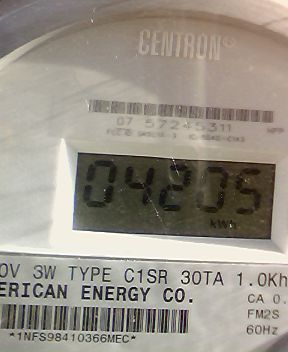 CENTRON®
07 57245311
04205
kWh
0V 3W TYPE C1SR 30TA 1.0Kh
ERICAN ENERGY CO.
CA 0.
FM2S
60Hz
*1NFS98410366MEC*